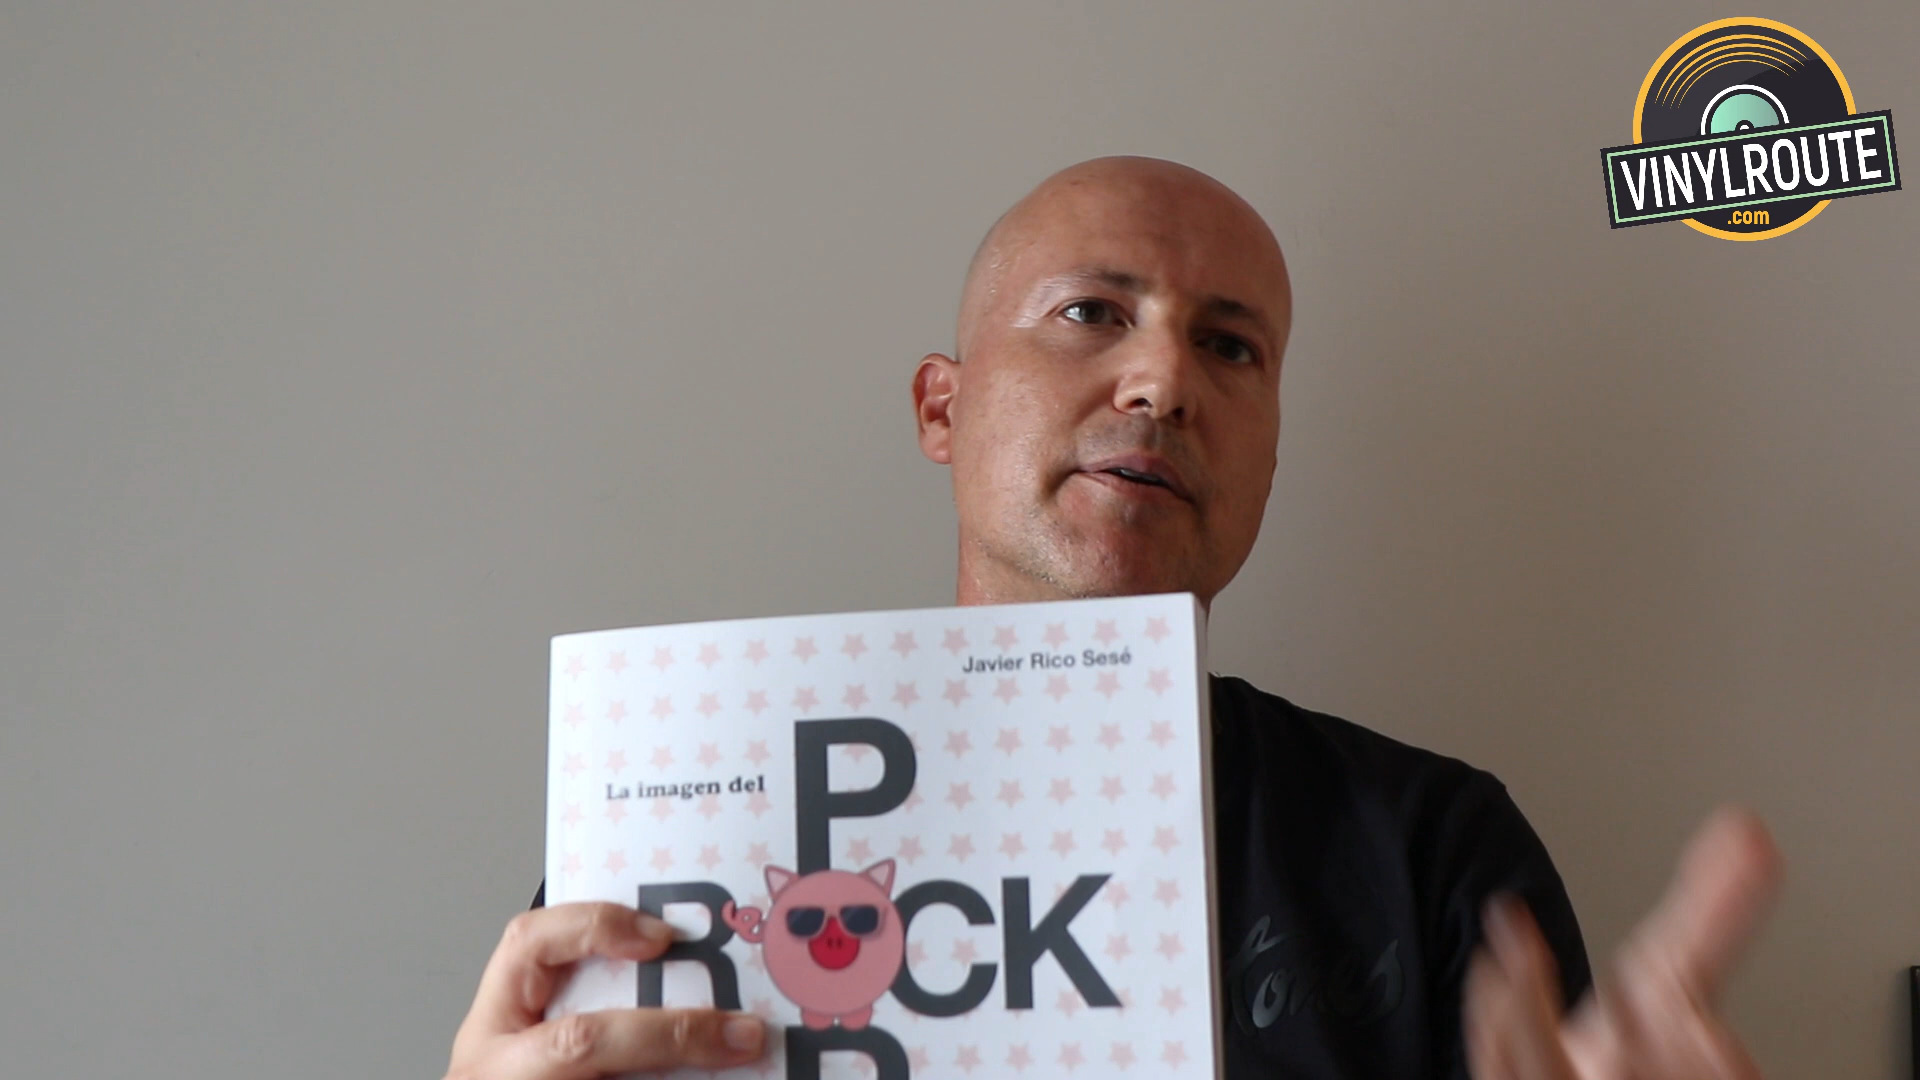 VINYLROUTE
.com
Javier Rico Sesé
La imagen del
P
ROCK
P